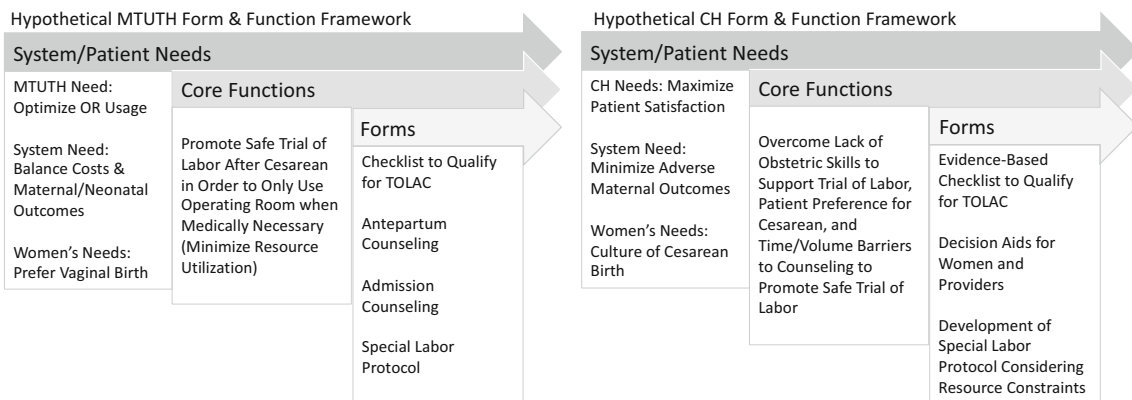 Hypothetical MTUTH Form & Function Framework
System/Patient Needs
MTUTH Need:
Optimize OR Usage
System Need:
Balance Costs &
Maternal/Neonatal
Outcomes
Women's Needs:
Prefer Vaginal Birth
Core Functions
Promote Safe Trial of
Labor After Cesarean
in Order to Only Use
Operating Room when
Medically Necessary
(Minimize Resource
Utilization)
Forms
Checklist to Qualify
for TOLAC
Antepartum
Counseling
Admission
Counseling
Special Labor
Protocol
Hypothetical CH Form & Function Framework
System/Patient Needs
CH Needs: Maximize
Patient Satisfaction
System Need:
Minimize Adverse
Maternal Outcomes
Women's Needs:
Culture of Cesarean
Birth
Core Functions
Overcome Lack of
Obstetric Skills to
Support Trial of Labor,
Patient Preference for
Cesarean, and
Time/Volume Barriers
to Counseling to
Promote Safe Trial of
Labor
Forms
Evidence-Based
Checklist to Qualify
for TOLAC
Decision Aids for
Women and
Providers
Development of
Special Labor
Protocol Considering
Resource Constraints